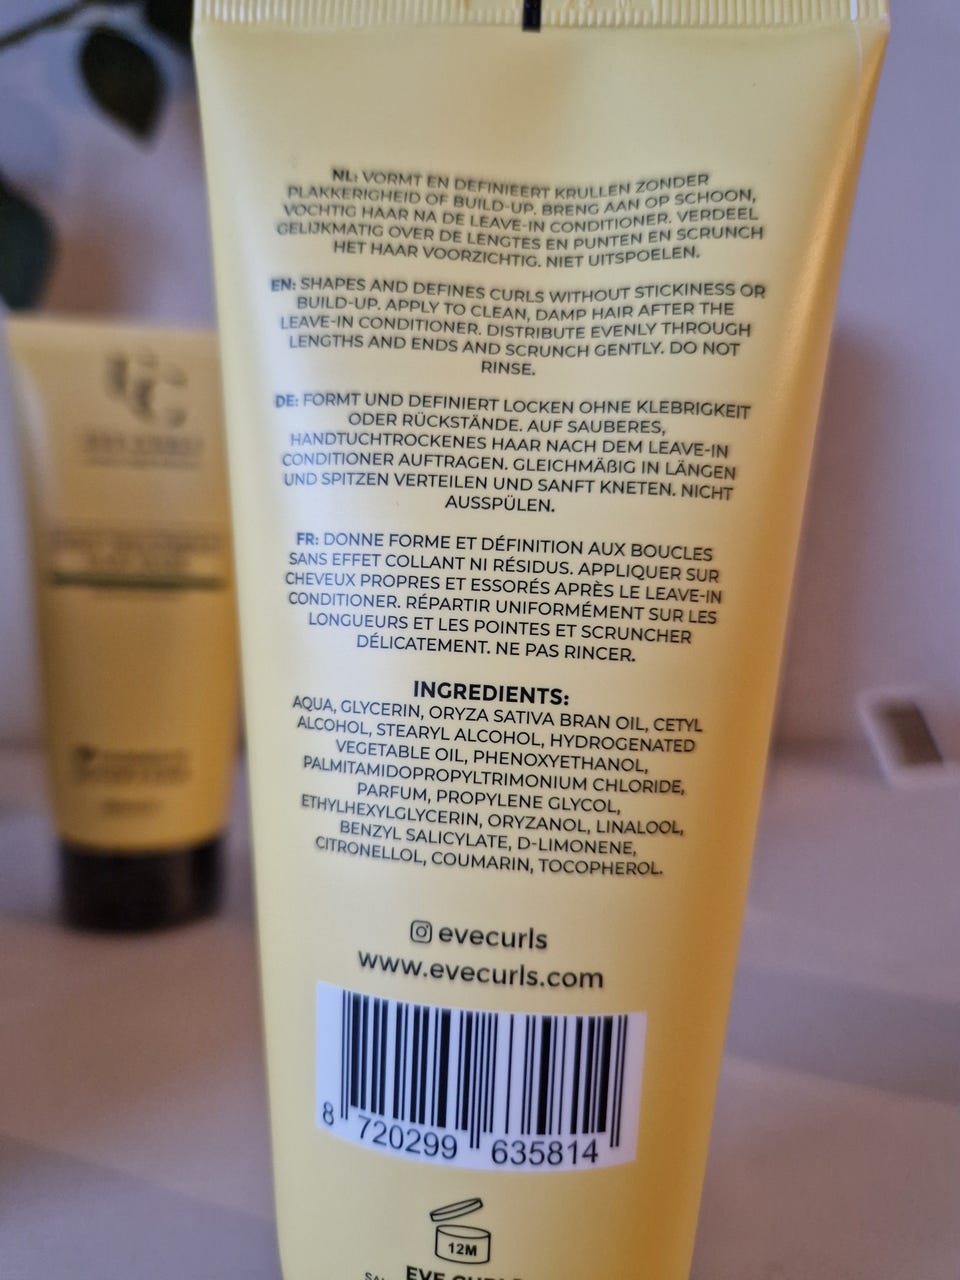 NL: VORMT EN DEFINIEERT KRULLEN ZONDER
PLAKKERIGHEID OF BUILD-UP. BRENG AAN OP SCHOON,
VOCHTIG HAAR NA DE LEAVE-IN CONDITIONER. VERDEEL
GELIJKMATIG OVER DE LENGTES EN PUNTEN EN SCRUNCH
HET HAAR VOORZICHTIG. NIET UITSPOELEN.
EN: SHAPES AND DEFINES CURLS WITHOUT STICKINESS OR
BUILD-UP. APPLY TO CLEAN, DAMP HAIR AFTER THE
LEAVE-IN CONDITIONER. DISTRIBUTE EVENLY THROUGH
LENGTHS AND ENDS AND SCRUNCH GENTLY. DO NOT
RINSE.
DE: FORMT UND DEFINIERT LOCKEN OHNE KLEBRIGKEIT
ODER RÜCKSTÄNDE. AUF SAUBERES,
HANDTUCHTROCKENES HAAR NACH DEM LEAVE-IN
CONDITIONER AUFTRAGEN. GLEICHMÄßIG IN LÄNGEN
UND SPITZEN VERTEILEN UND SANFT KNETEN. NICHT
AUSSPÜLEN.
FR: DONNE FORME ET DÉFINITION AUX BOUCLES
SANS EFFET COLLANT NI RÉSIDUS. APPLIQUER SUR
CHEVEUX PROPRES ET ESSORÉS APRÈS LE LEAVE-IN
CONDITIONER. RÉPARTIR UNIFORMÉMENT SUR LES
LONGUEURS ET LES POINTES ET SCRUNCHER
DÉLICATEMENT. NE PAS RINCER.
INGREDIENTS:
AQUA, GLYCERIN, ORYZA SATIVA BRAN OIL, CETYL
ALCOHOL, STEARYL ALCOHOL, HYDROGENATED
VEGETABLE OIL, PHENOXYETHANOL,
PALMITAMIDOPROPYLTRIMONIUM CHLORIDE,
PARFUM, PROPYLENE GLYCOL,
ETHYLHEXYLGLYCERIN, ORYZANOL, LINALOOL,
BENZYL SALICYLATE, D-LIMONENE,
CITRONELLOL, COUMARIN, TOCOPHEROL.
evecurls
www.evecurls.com
8 720299 635814
12M